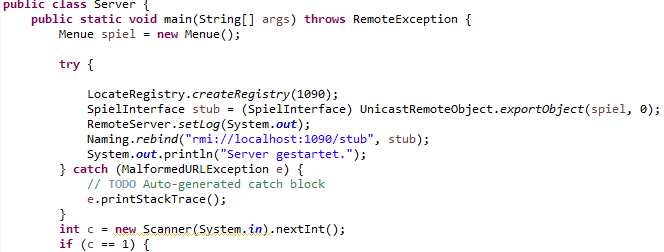 public class Server {
public static void main(String[] args) throws RemoteException {
Menue spiel = new Menue();
try {
LocateRegistry.createRegistry(1090);
SpielInterface stub = (SpielInterface) UnicastRemoteObject.exportObject(spiel, 0);
RemoteServer.setLog(System.out);
Naming.rebind("rmi://localhost:1090/stub", stub);
System.out.println("Server gestartet.");
} catch (MalformedURLException e) {
// TODO Auto-generated catch block
e.printStackTrace();
}
int c = new Scanner(System.in).nextInt();
if (c == 1) {